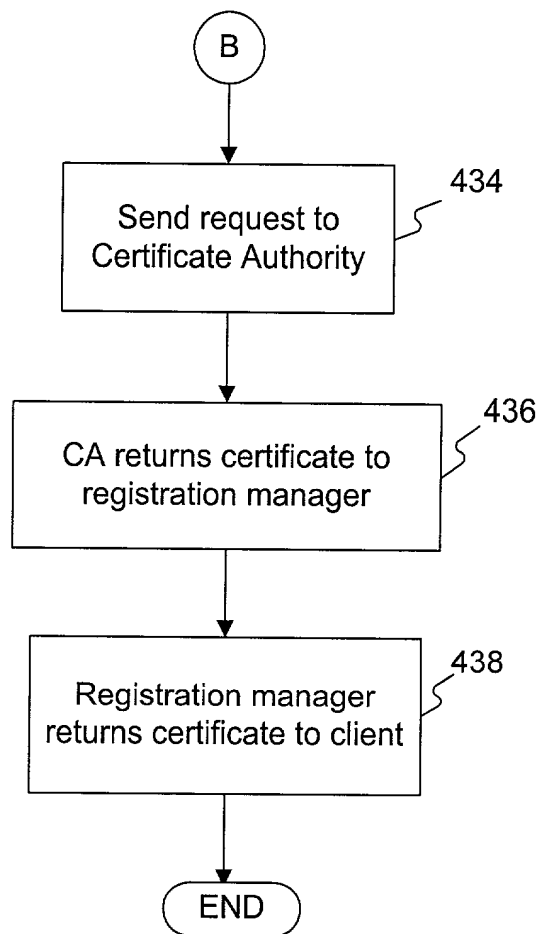 B
434
Send request to
Certificate Authority
436
CA returns certificate to
registration manager
438
Registration manager
returns certificate to client
END